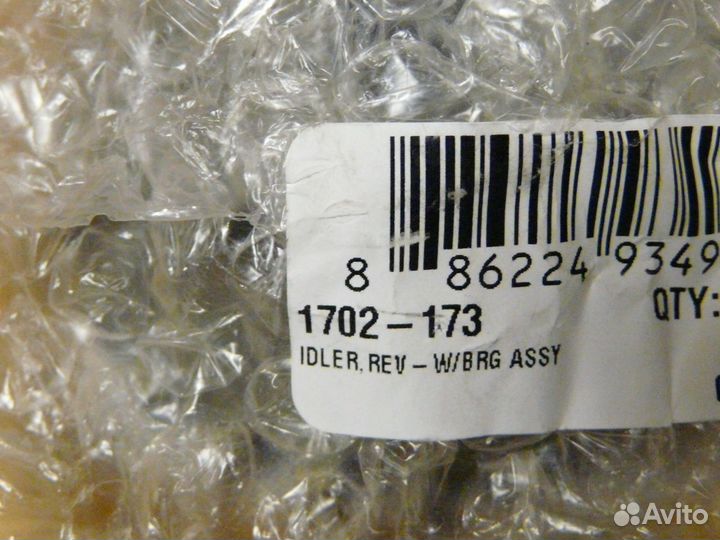 8 86224 9349
1702-173
QTY:
IDLER, REV - W/BRG ASSY
Avito